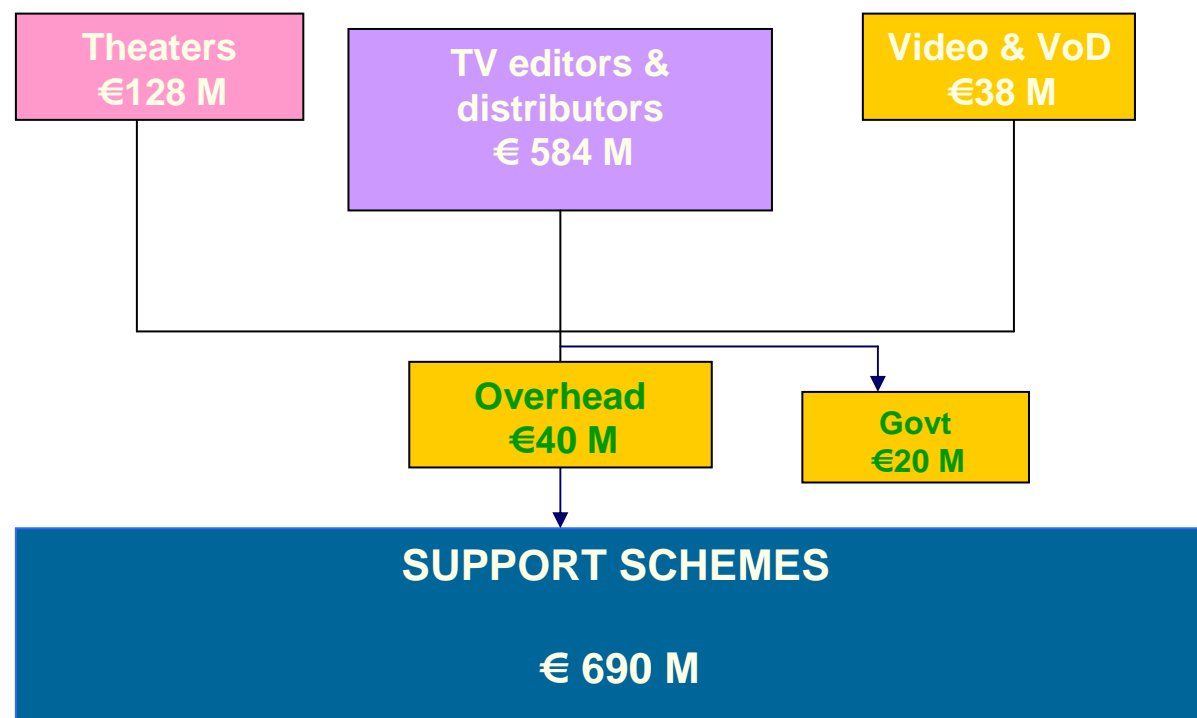 Theaters
€128 M
TV editors &
distributors
€ 584 M
Video & VoD
€38 M
Overhead
€40 M
Govt
€20 M
SUPPORT SCHEMES
€ 690 M